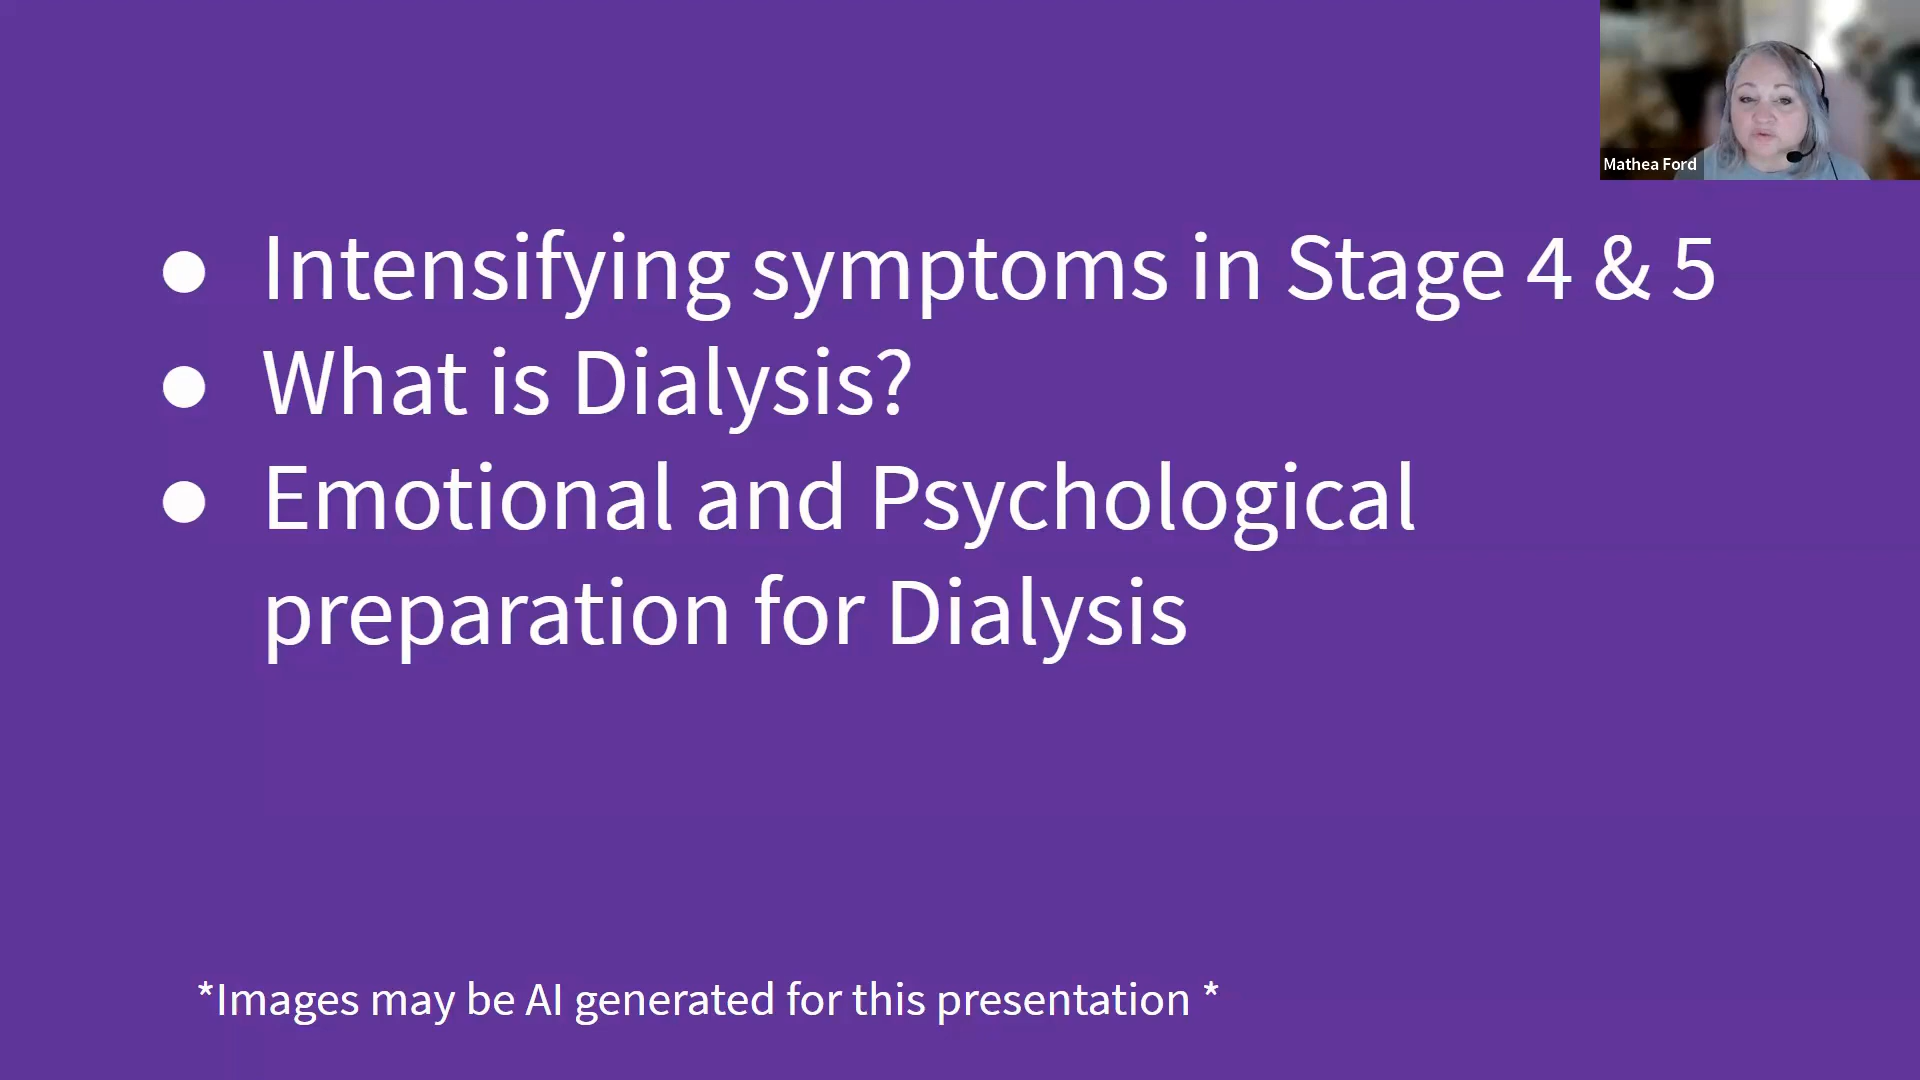 Mathea Ford
● Intensifying symptoms in Stage 4 & 5
● What is Dialysis?
● Emotional and Psychological
preparation for Dialysis
*Images may be AI generated for this presentation *